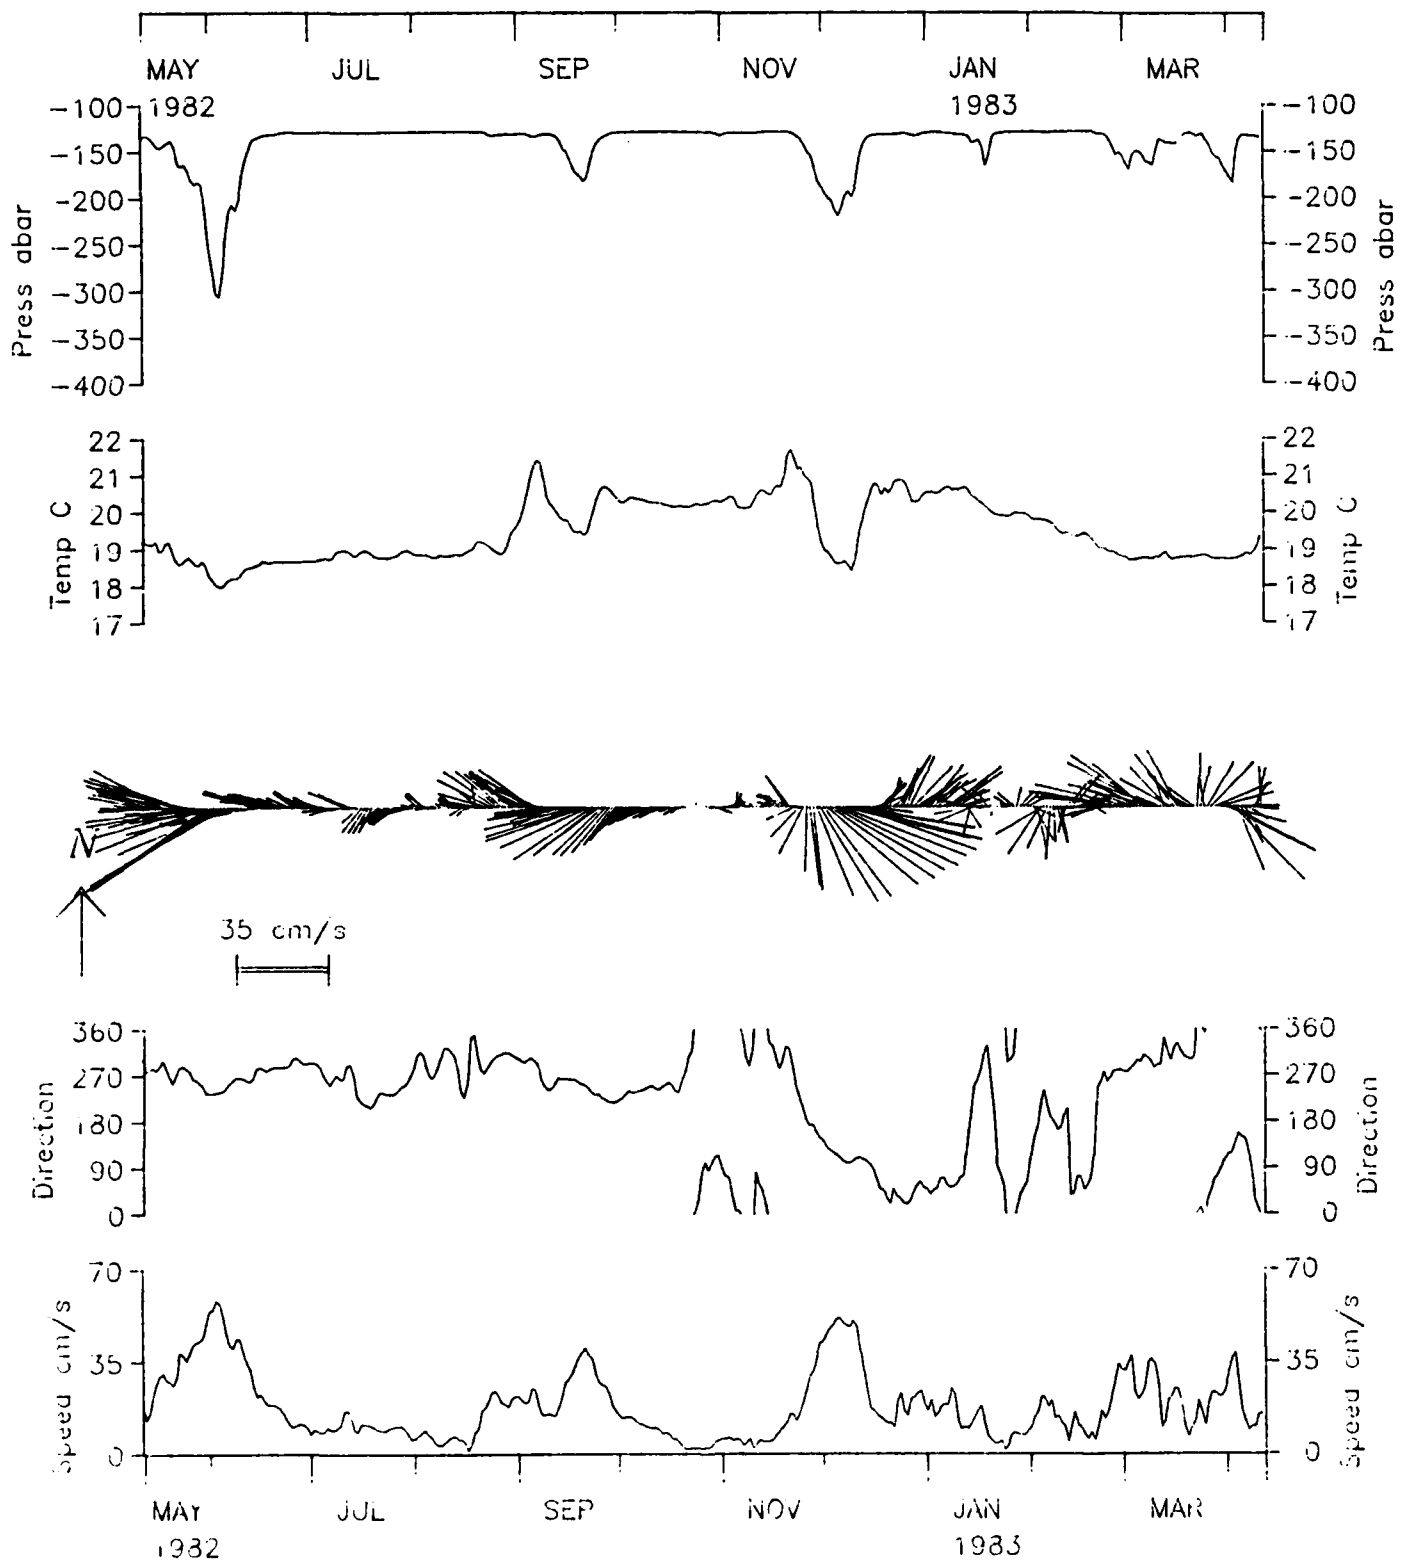 MAY JUL SEP NOV JAN MAR
1982 1983
-100 -100
-150 -150
-200 -200
-250 -250
-300 -300
-350 -350
-400 -400
Press abar
Press abar
22 22
21 21
20 20
19 19
18 18
17 17
Temp C
Temp C
N
35 cm/s
360 360
270 270
180 180
90 90
0 0
Direction
Direction
70 70
35 35
0 0
Speed cm/s
Speed cm/s
MAY JUL SEP NOV JAN MAR
1982 1983